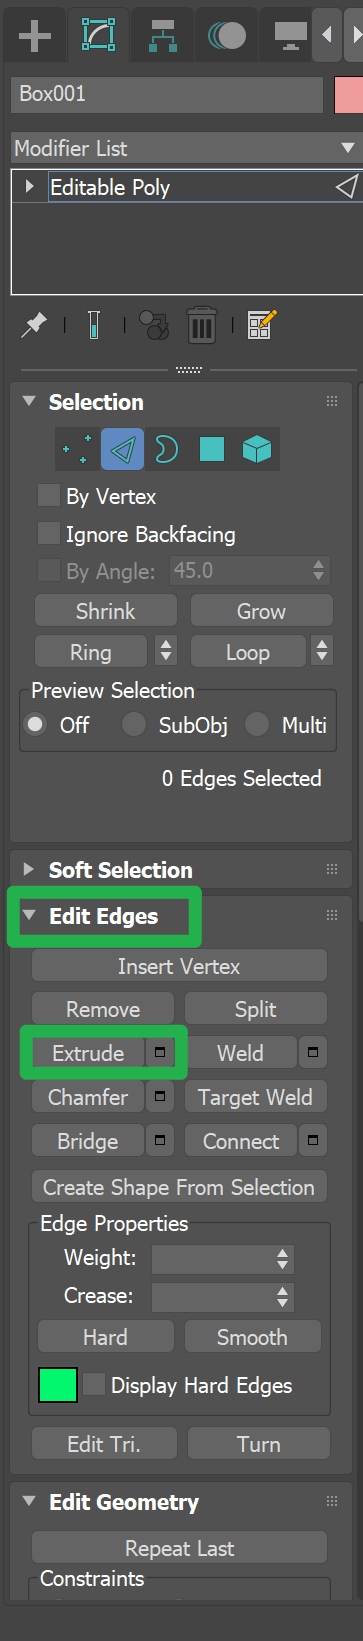 Box001
Modifier List
Editable Poly
Selection
By Vertex
Ignore Backfacing
By Angle: 45.0
Shrink Grow
Ring Loop
Preview Selection
Off SubObj Multi
0 Edges Selected
Soft Selection
Edit Edges
Insert Vertex
Remove Split
Extrude Weld
Chamfer Target Weld
Bridge Connect
Create Shape From Selection
Edge Properties
Weight:
Crease:
Hard Smooth
Display Hard Edges
Edit Tri. Turn
Edit Geometry
Repeat Last
Constraints